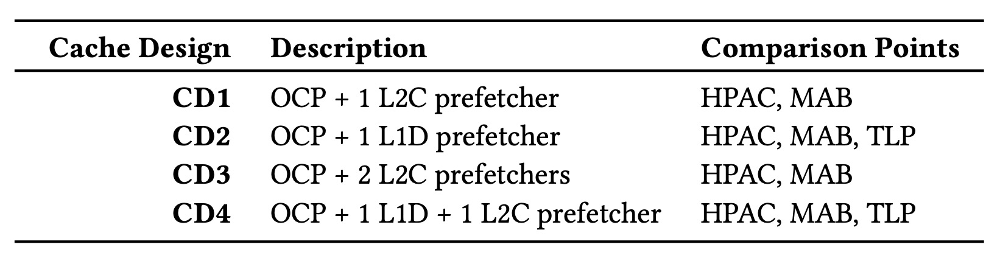 Cache Design Description Comparison Points
CD1 OCP + 1 L2C prefetcher HPAC, MAB
CD2 OCP + 1 L1D prefetcher HPAC, MAB, TLP
CD3 OCP + 2 L2C prefetchers HPAC, MAB
CD4 OCP + 1 L1D + 1 L2C prefetcher HPAC, MAB, TLP